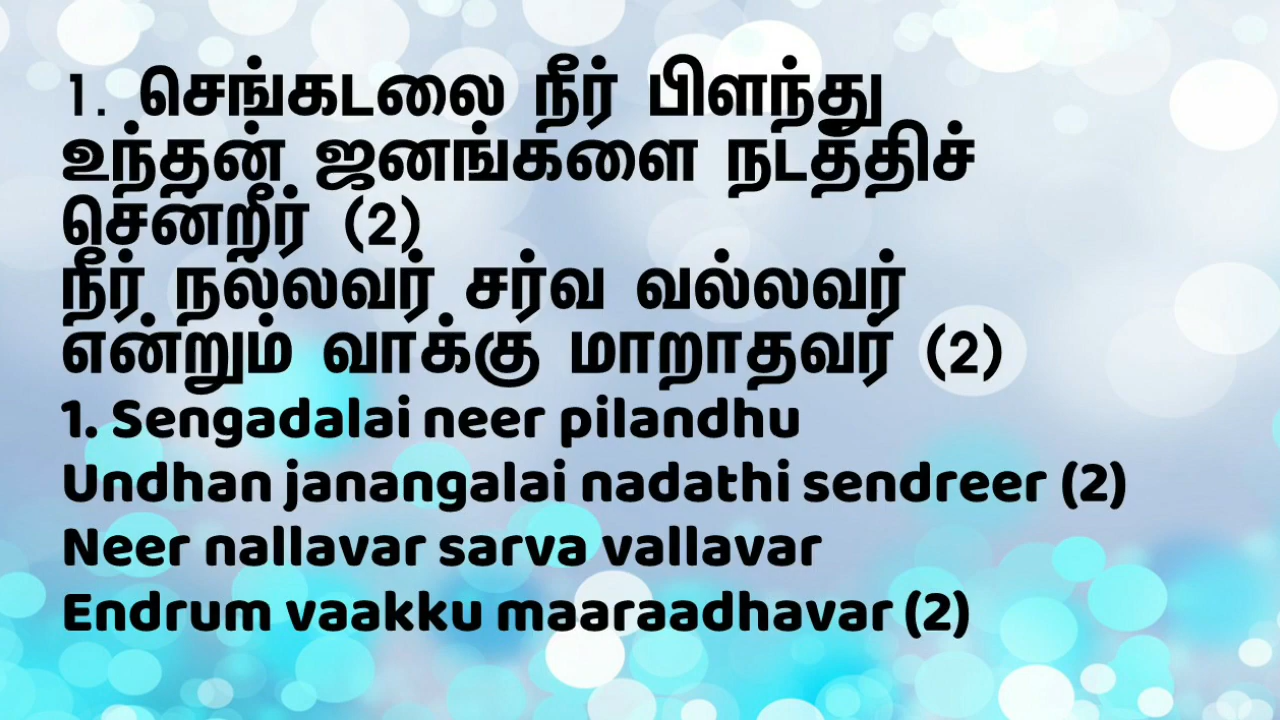 1. செங்கடலை நீர் பிளந்து
உந்தன் ஜனங்களை நடத்திச்
சென்றீர் (2)
நீர் நல்லவர் சர்வ வல்லவர்
என்றும் வாக்கு மாறாதவர் (2)
1. Sengadalai neer pilandhu
Undhan janangalai nadathi sendreer (2)
Neer nallavar sarva vallavar
Endrum vaakku maaraadhavar (2)